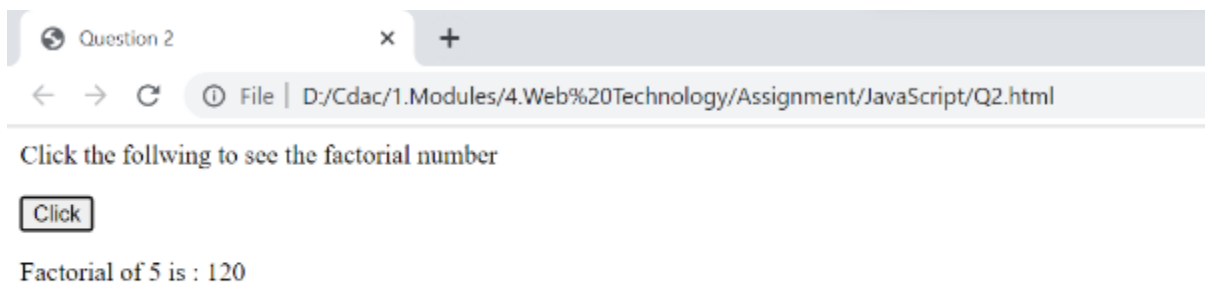 Question 2
File D:/Cdac/1.Modules/4.Web%20Technology/Assignment/JavaScript/Q2.html
Click the follwing to see the factorial number
Click
Factorial of 5 is : 120